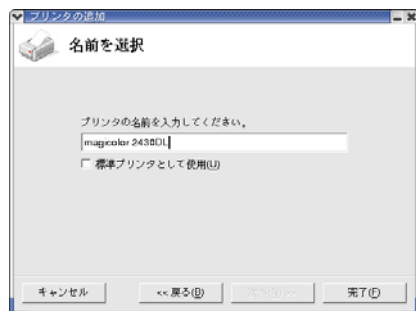 プリンタの追加
名前を選択
プリンタの名前を入力してください。
magicolor 2430DL
標準プリンタとして使用(U)
キャンセル
<< 戻る(B)
完了(F)